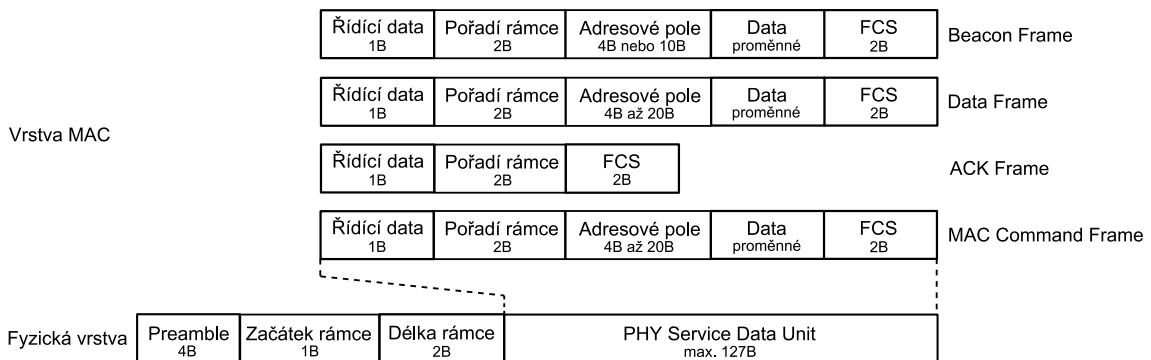 Řídící data Pořadí rámce Adresové pole Data FCS Beacon Frame
1B 2B 4B nebo 10B proměnné 2B
Řídící data Pořadí rámce Adresové pole Data FCS Data Frame
1B 2B 4B až 20B proměnné 2B
Vrstva MAC
Řídící data Pořadí rámce FCS ACK Frame
1B 2B 2B
Řídící data Pořadí rámce Adresové pole Data FCS MAC Command Frame
1B 2B 4B až 20B proměnné 2B
Fyzická vrstva Preamble Začátek rámce Délka rámce PHY Service Data Unit
4B 1B 2B max. 127B